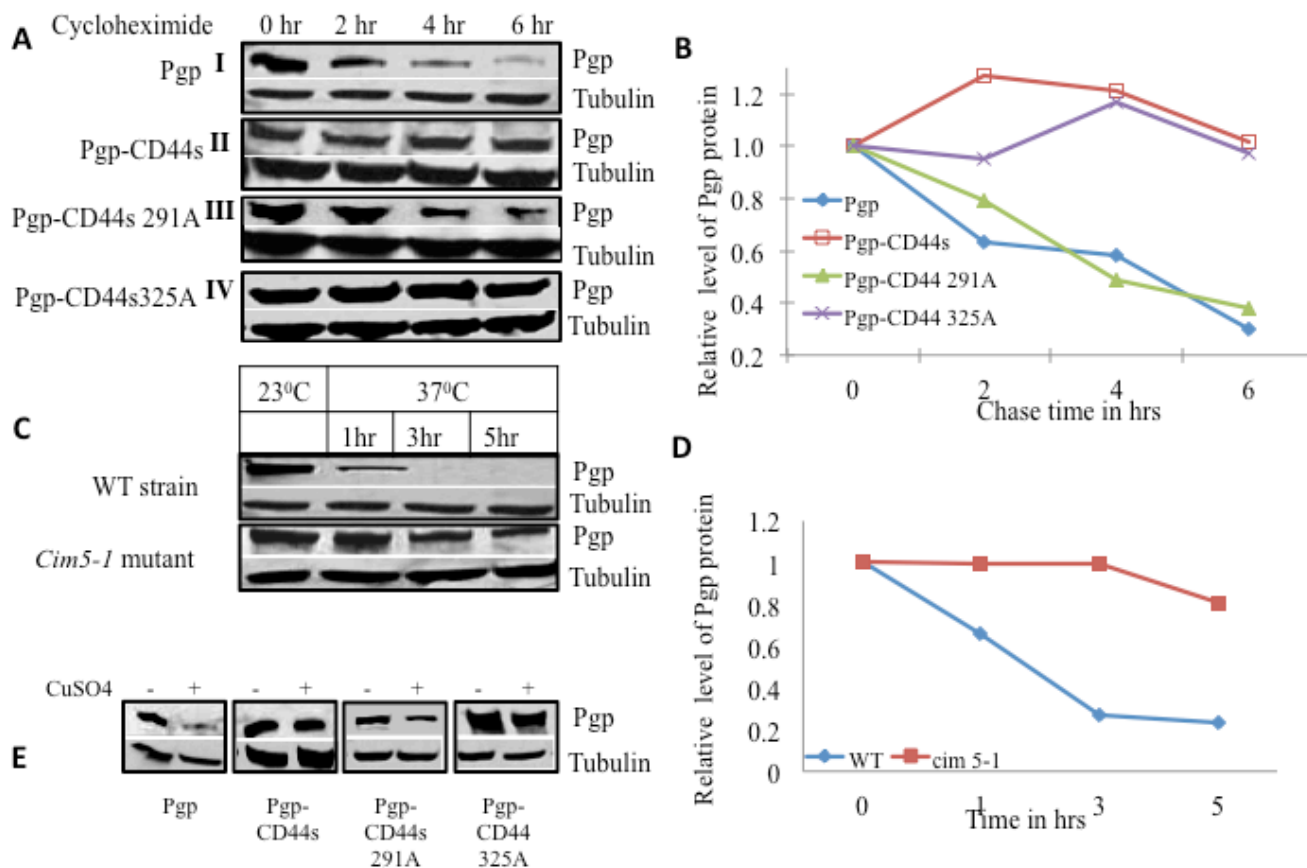 A
Cycloheximide 0 hr 2 hr 4 hr 6 hr
Pgp I Pgp
Tubulin
Pgp-CD44s II Pgp
Tubulin
Pgp-CD44s 291A III Pgp
Tubulin
Pgp-CD44s325A IV Pgp
Tubulin
B
Relative level of Pgp protein
1.2
1.0
0.8
0.6
0.4
0.2
Pgp
Pgp-CD44s
Pgp-CD44 291A
Pgp-CD44 325A
0 2 4 6
Chase time in hrs
C
23⁰C 37⁰C
1hr 3hr 5hr
WT strain Pgp
Tubulin
Cim5-1 mutant Pgp
Tubulin
D
Relative level of Pgp protein
1.2
1
0.8
0.6
0.4
0.2
0
WT cim 5-1
0 1 3 5
Time in hrs
E
CuSO4 - + - + - + - +
Pgp
Tubulin
Pgp
Pgp-
CD44s
Pgp-
CD44s
291A
Pgp-
CD44
325A